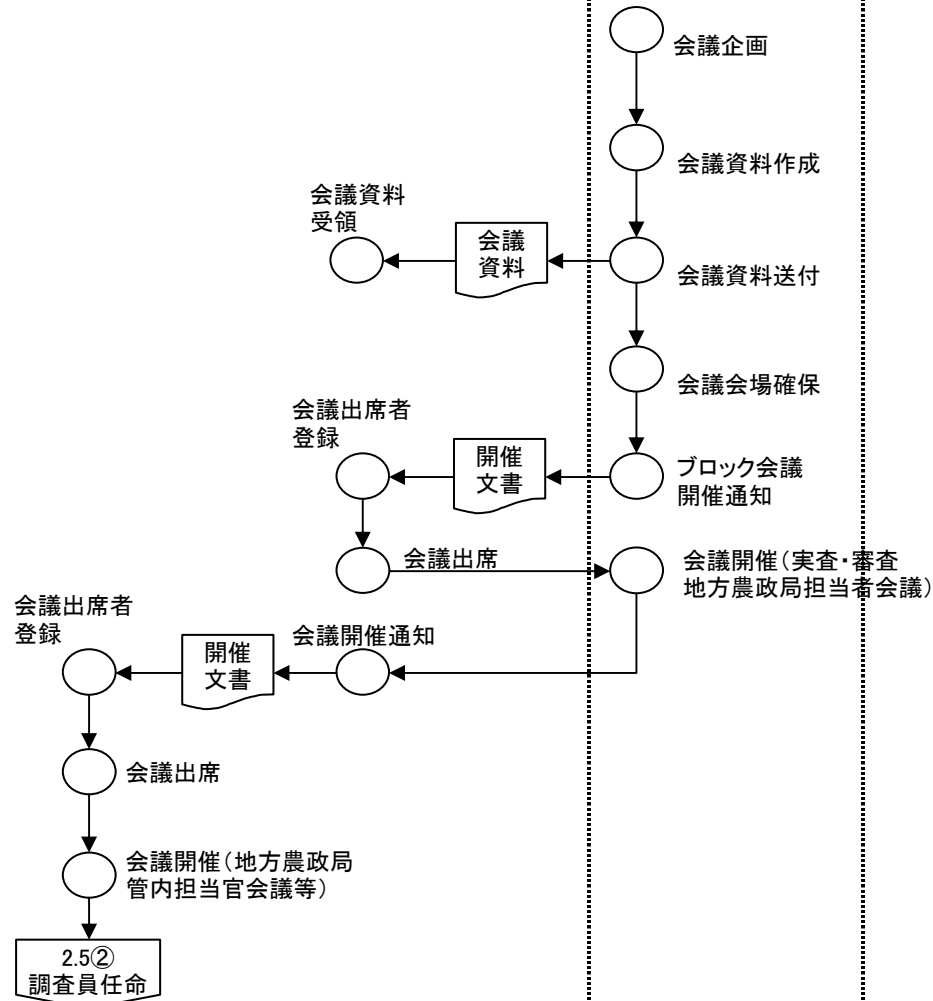 会議企画
会議資料作成
会議資料
受領
会議
資料
会議資料送付
会議会場確保
会議出席者
登録
開催
文書
ブロック会議
開催通知
会議出席
会議開催（実査・審査
地方農政局担当者会議）
会議出席者
登録
開催
文書
会議開催通知
会議出席
会議開催（地方農政局
管内担当官会議等）
2.5②
調査員任命